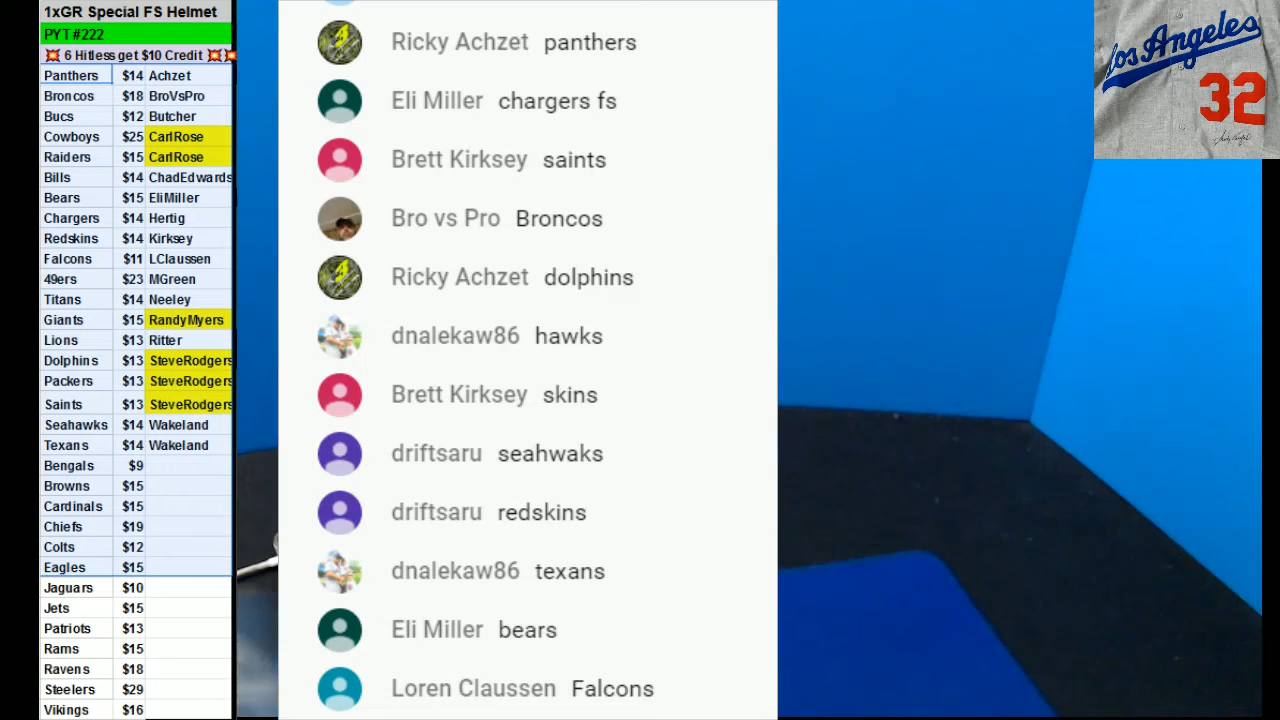 1xGR Special FS Helmet
PYT #222
💥 6 Hitless get $10 Credit 💥💥
Panthers $14 Achzet
Broncos $18 BroVsPro
Bucs $12 Butcher
Cowboys $25 CarlRose
Raiders $15 CarlRose
Bills $14 ChadEdwards
Bears $15 EliMiller
Chargers $14 Hertig
Redskins $14 Kirksey
Falcons $11 LClaussen
49ers $23 MGreen
Titans $14 Neeley
Giants $15 RandyMyers
Lions $13 Ritter
Dolphins $13 SteveRodgers
Packers $13 SteveRodgers
Saints $13 SteveRodgers
Seahawks $14 Wakeland
Texans $14 Wakeland
Bengals $9
Browns $15
Cardinals $15
Chiefs $19
Colts $12
Eagles $15
Jaguars $10
Jets $15
Patriots $13
Rams $15
Ravens $18
Steelers $29
Vikings $16
Ricky Achzet panthers
Eli Miller chargers fs
Brett Kirksey saints
Bro vs Pro Broncos
Ricky Achzet dolphins
dnalekaw86 hawks
Brett Kirksey skins
driftsaru seahwaks
driftsaru redskins
dnalekaw86 texans
Eli Miller bears
Loren Claussen Falcons
Los Angeles
32